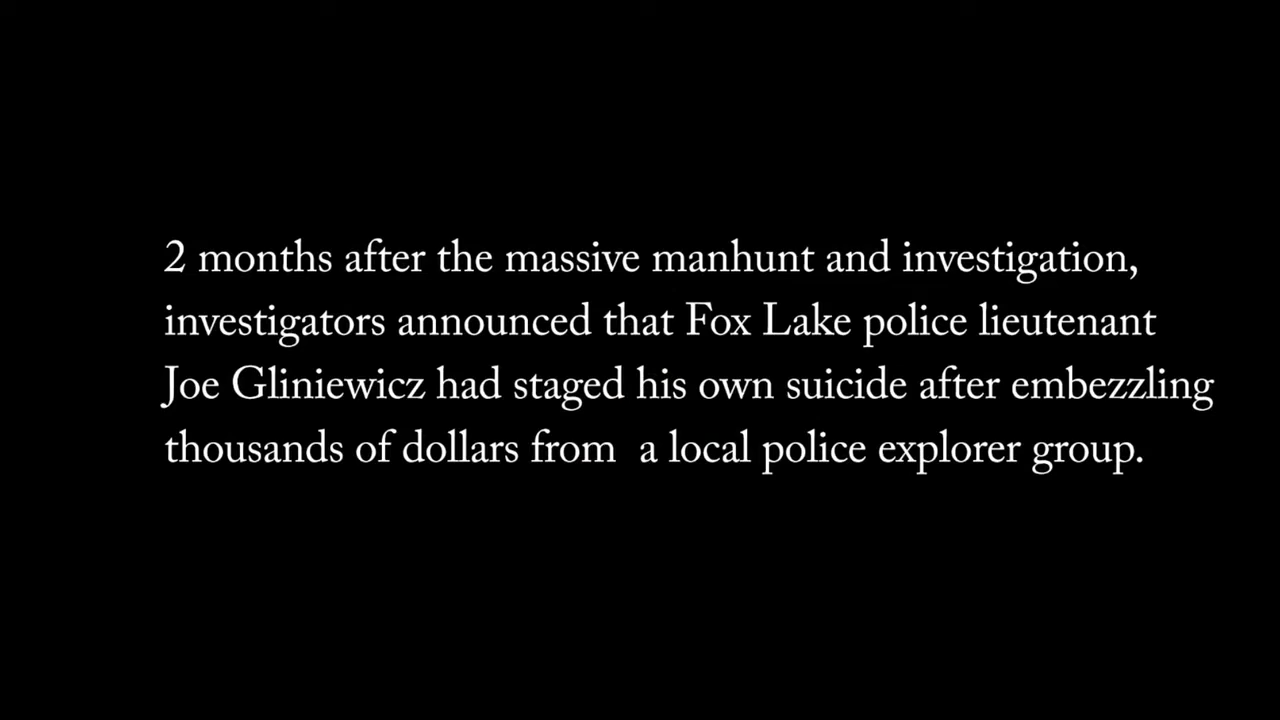 2 months after the massive manhunt and investigation,
investigators announced that Fox Lake police lieutenant
Joe Gliniewicz had staged his own suicide after embezzling
thousands of dollars from  a local police explorer group.